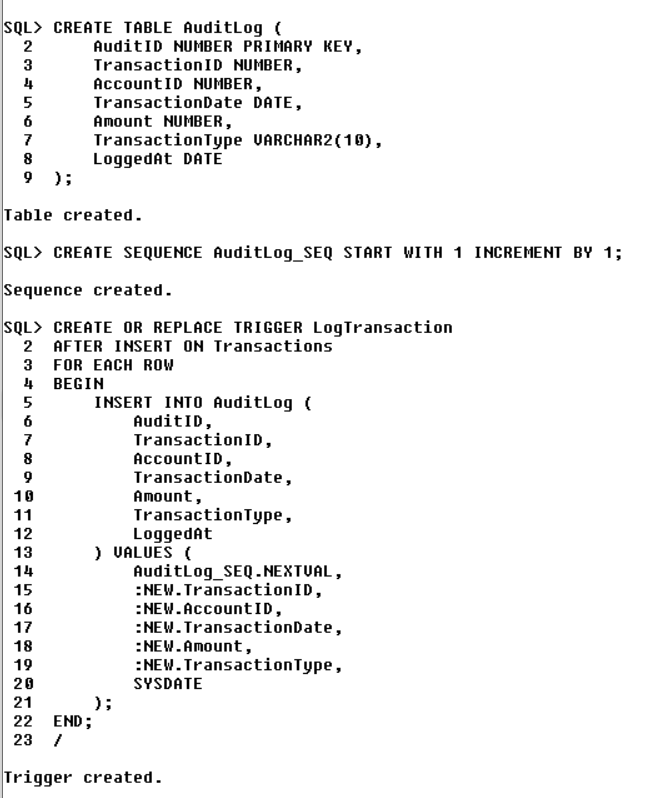 SQL> CREATE TABLE AuditLog (
  2      AuditID NUMBER PRIMARY KEY,
  3      TransactionID NUMBER,
  4      AccountID NUMBER,
  5      TransactionDate DATE,
  6      Amount NUMBER,
  7      TransactionType VARCHAR2(10),
  8      LoggedAt DATE
  9  );
Table created.
SQL> CREATE SEQUENCE AuditLog_SEQ START WITH 1 INCREMENT BY 1;
Sequence created.
SQL> CREATE OR REPLACE TRIGGER LogTransaction
  2  AFTER INSERT ON Transactions
  3  FOR EACH ROW
  4  BEGIN
  5      INSERT INTO AuditLog (
  6          AuditID,
  7          TransactionID,
  8          AccountID,
  9          TransactionDate,
 10          Amount,
 11          TransactionType,
 12          LoggedAt
 13      ) VALUES (
 14          AuditLog_SEQ.NEXTVAL,
 15          :NEW.TransactionID,
 16          :NEW.AccountID,
 17          :NEW.TransactionDate,
 18          :NEW.Amount,
 19          :NEW.TransactionType,
 20          SYSDATE
 21      );
 22  END;
 23  /
Trigger created.